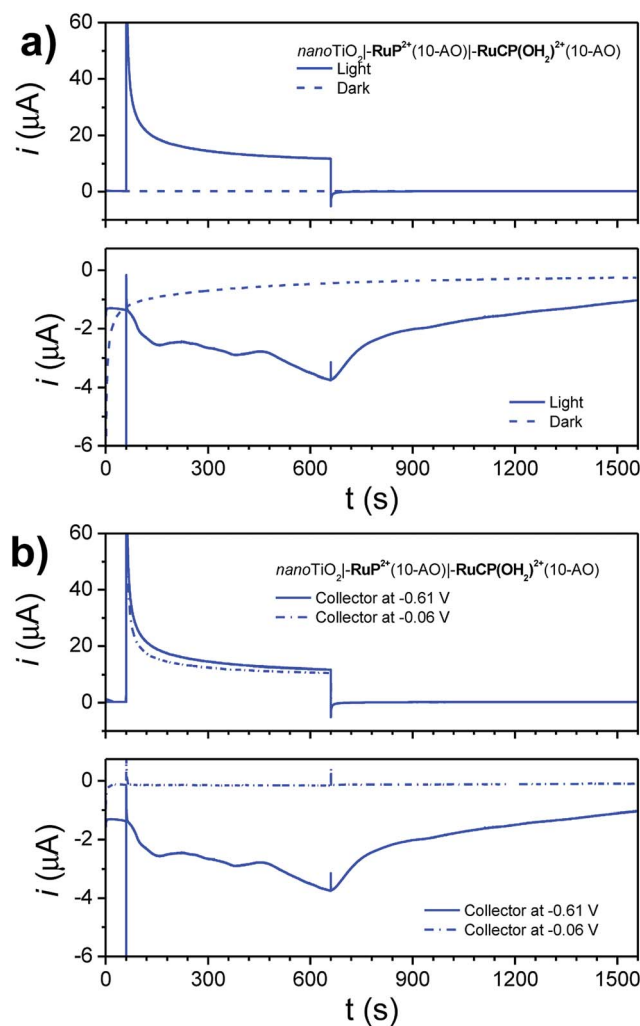 a)
60
40
20
0
i (μA)
nanoTiO₂|-RuP²⁺(10-AO)|-RuCP(OH₂)²⁺(10-AO)
Light
Dark
0
-2
-4
-6
i (μA)
Light
Dark
0 300 600 900 1200 1500
t (s)
b)
60
40
20
0
i (μA)
nanoTiO₂|-RuP²⁺(10-AO)|-RuCP(OH₂)²⁺(10-AO)
Collector at -0.61 V
Collector at -0.06 V
0
-2
-4
-6
i (μA)
Collector at -0.61 V
Collector at -0.06 V
0 300 600 900 1200 1500
t (s)